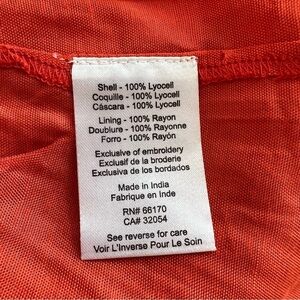 Shell - 100% Lyocell
Coquille - 100% Lyocell
Cáscara - 100% Lyocell
Lining - 100% Rayon
Doublure - 100% Rayonne
Forro - 100% Rayón
Exclusive of embroidery
Exclusif de la broderie
Exclusiva de los bordados
Made in India
Fabrique en Inde
RN# 66170
CA# 32054
See reverse for care
Voir L'Inverse Pour Le Soin